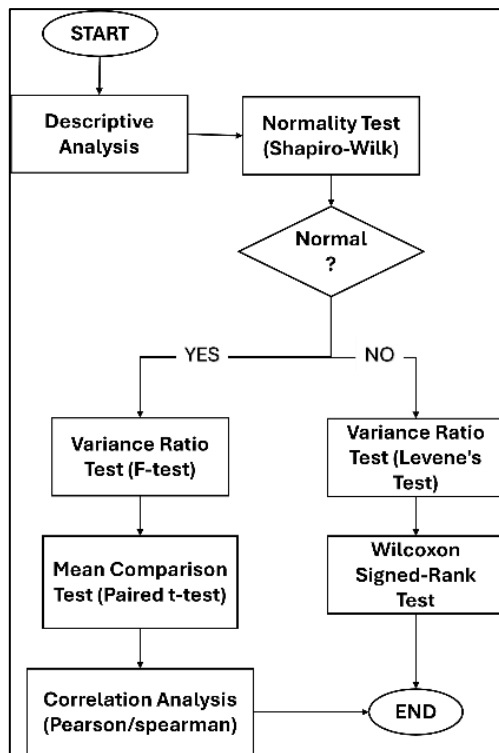 START
Descriptive
Analysis
Normality Test
(Shapiro-Wilk)
Normal
?
YES
NO
Variance Ratio
Test (F-test)
Variance Ratio
Test (Levene's
Test)
Mean Comparison
Test (Paired t-test)
Wilcoxon
Signed-Rank
Test
Correlation Analysis
(Pearson/spearman)
END